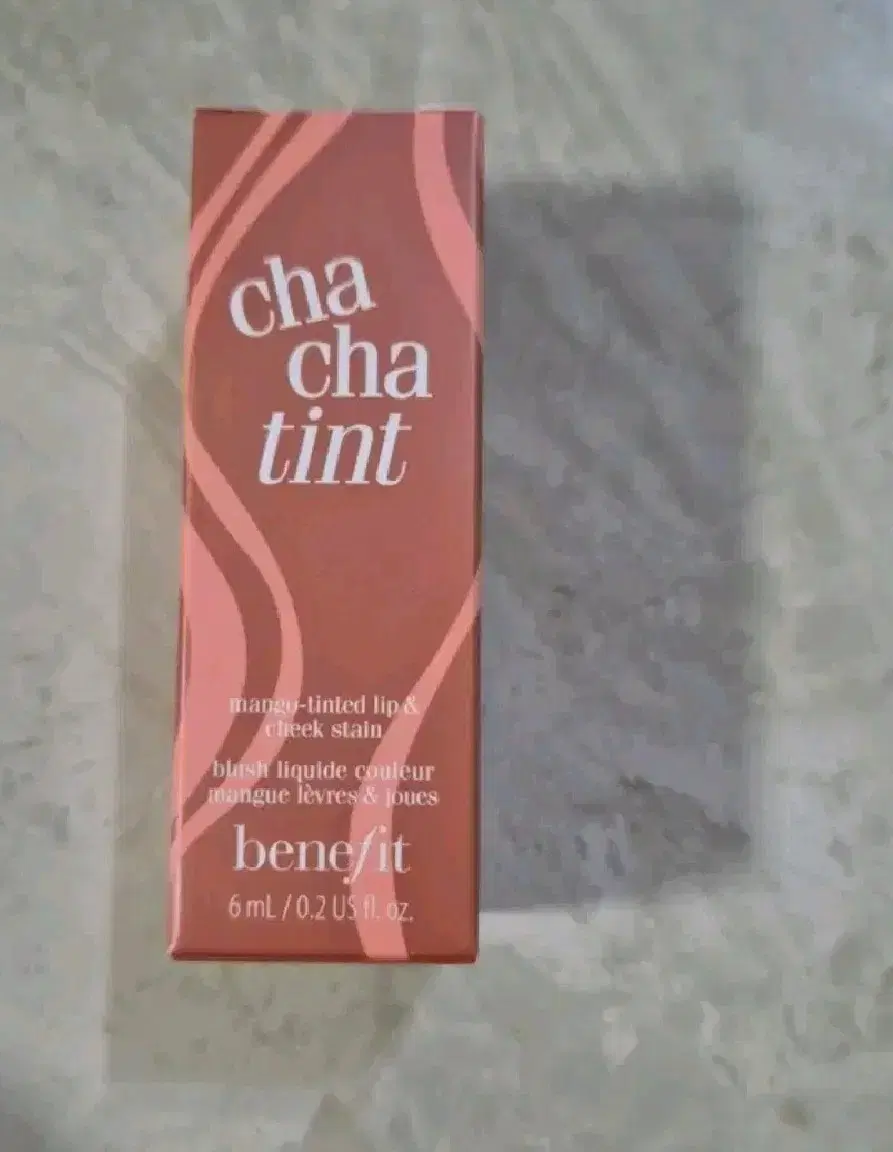 cha
cha
tint
mango-tinted lip &
cheek stain
blush liquide couleur
mangue lèvres & joues
benefit
6 mL / 0.2 US fl. oz.